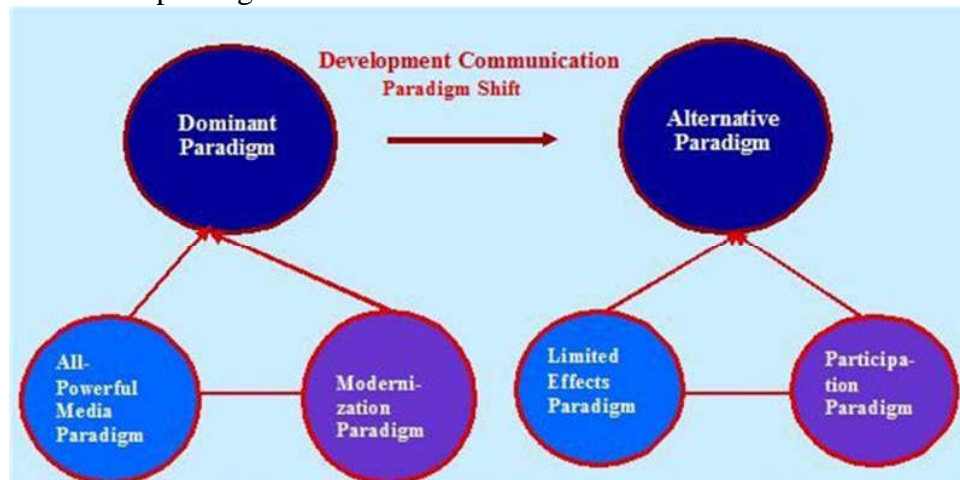 Development Communication
Paradigm Shift
Dominant
Paradigm
Alternative
Paradigm
All-
Powerful
Media
Paradigm
Moderni-
zation
Paradigm
Limited
Effects
Paradigm
Participa-
tion
Paradigm